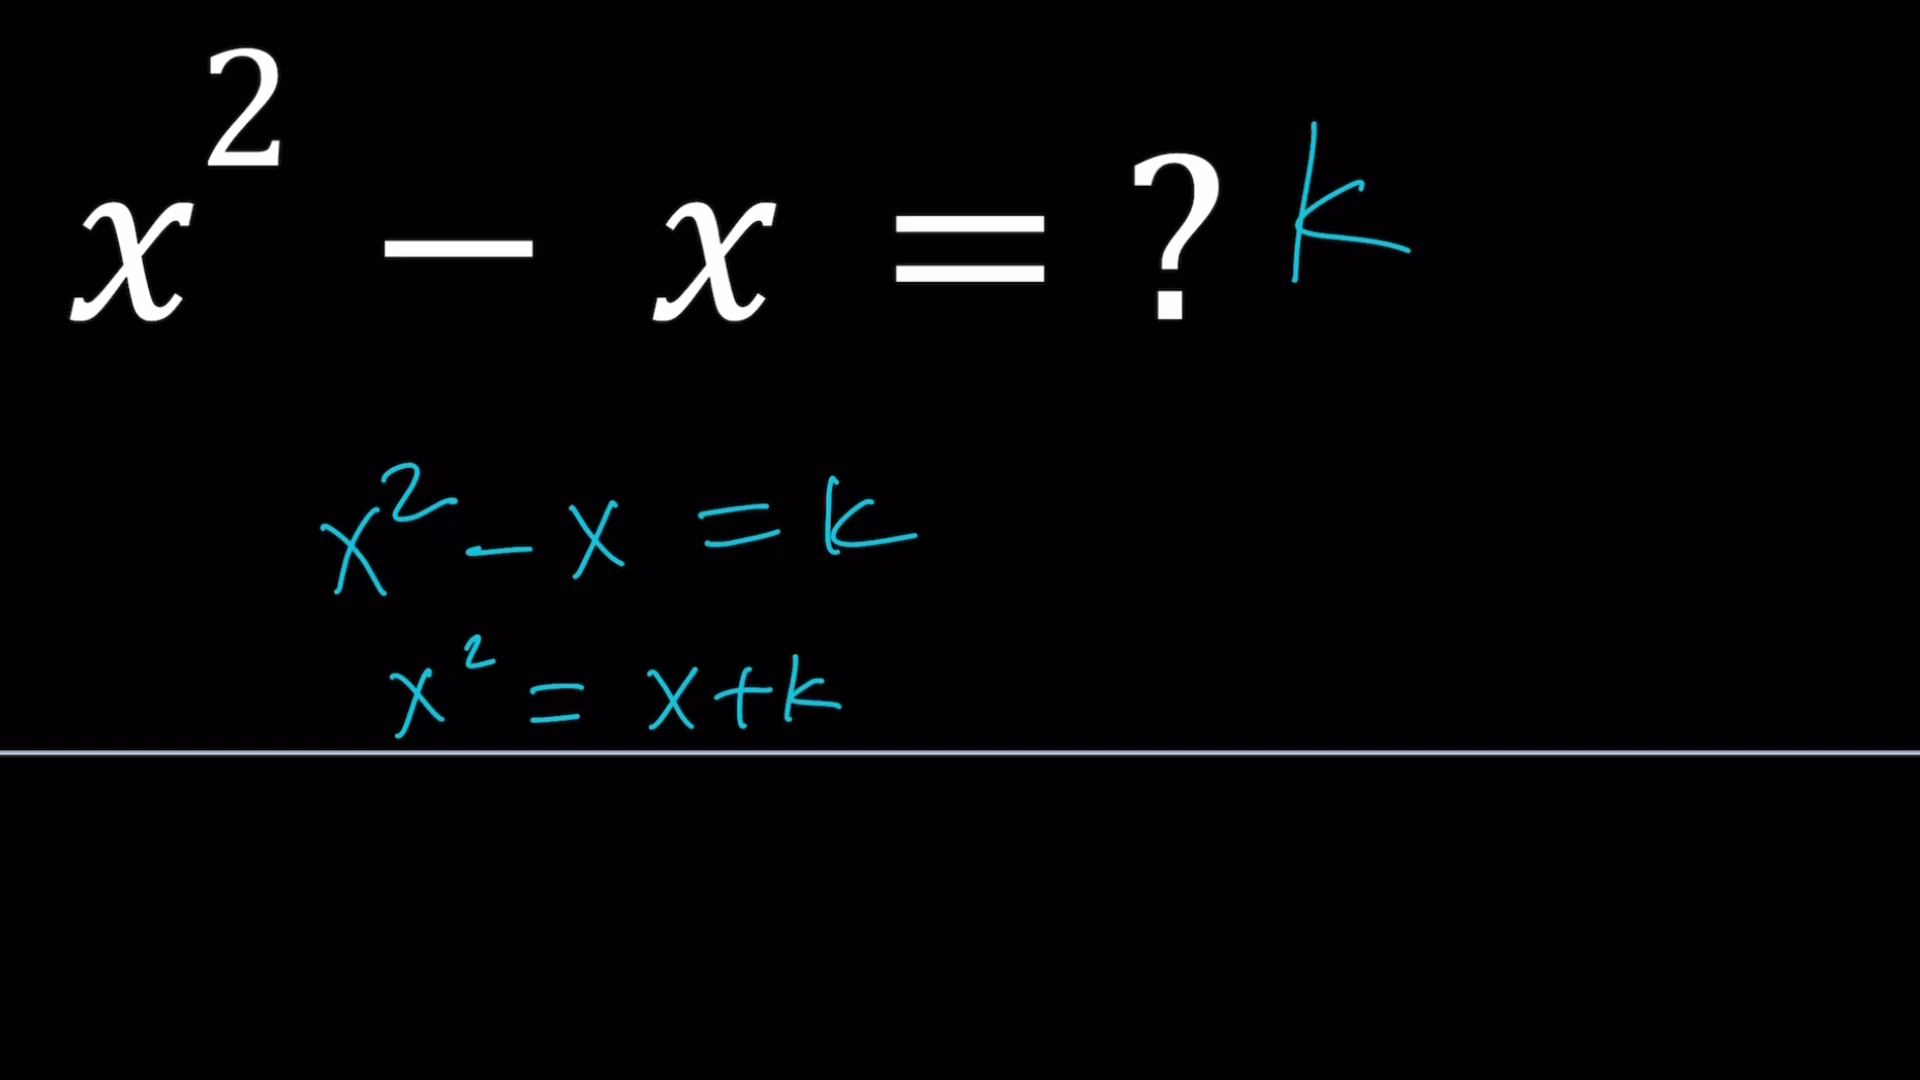 x² − x = ? k
x² − x = k
x² = x + k